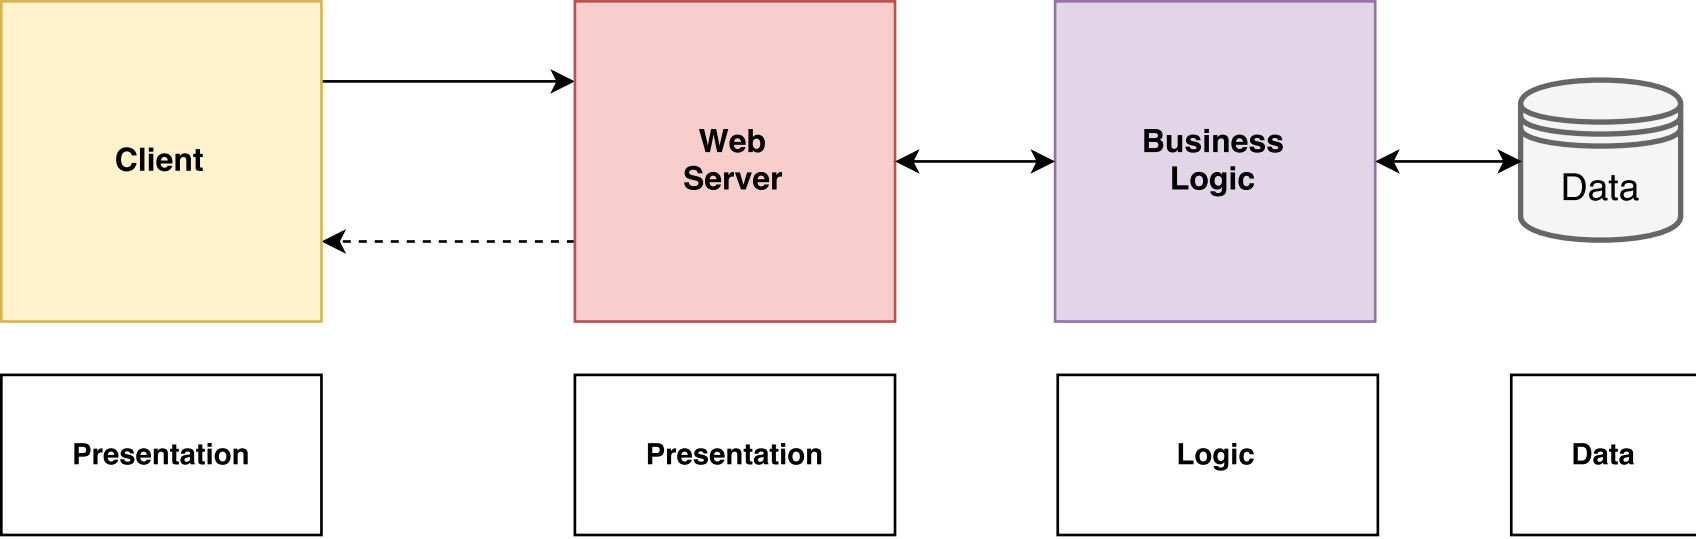 Client
Web
Server
Business
Logic
Data
Presentation
Presentation
Logic
Data